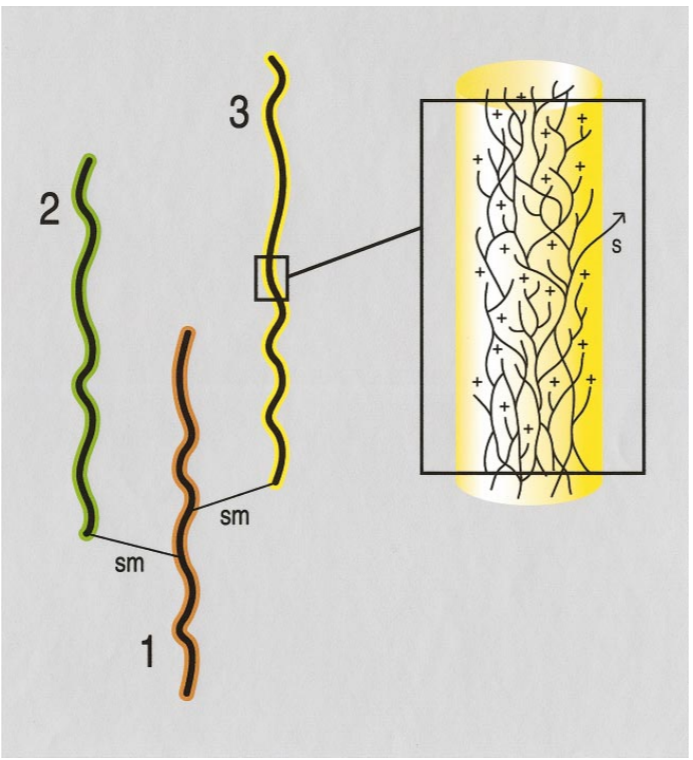 3
2
s
sm
sm
1
+ + + + + + + + + + + + + + + + + + + + + + +